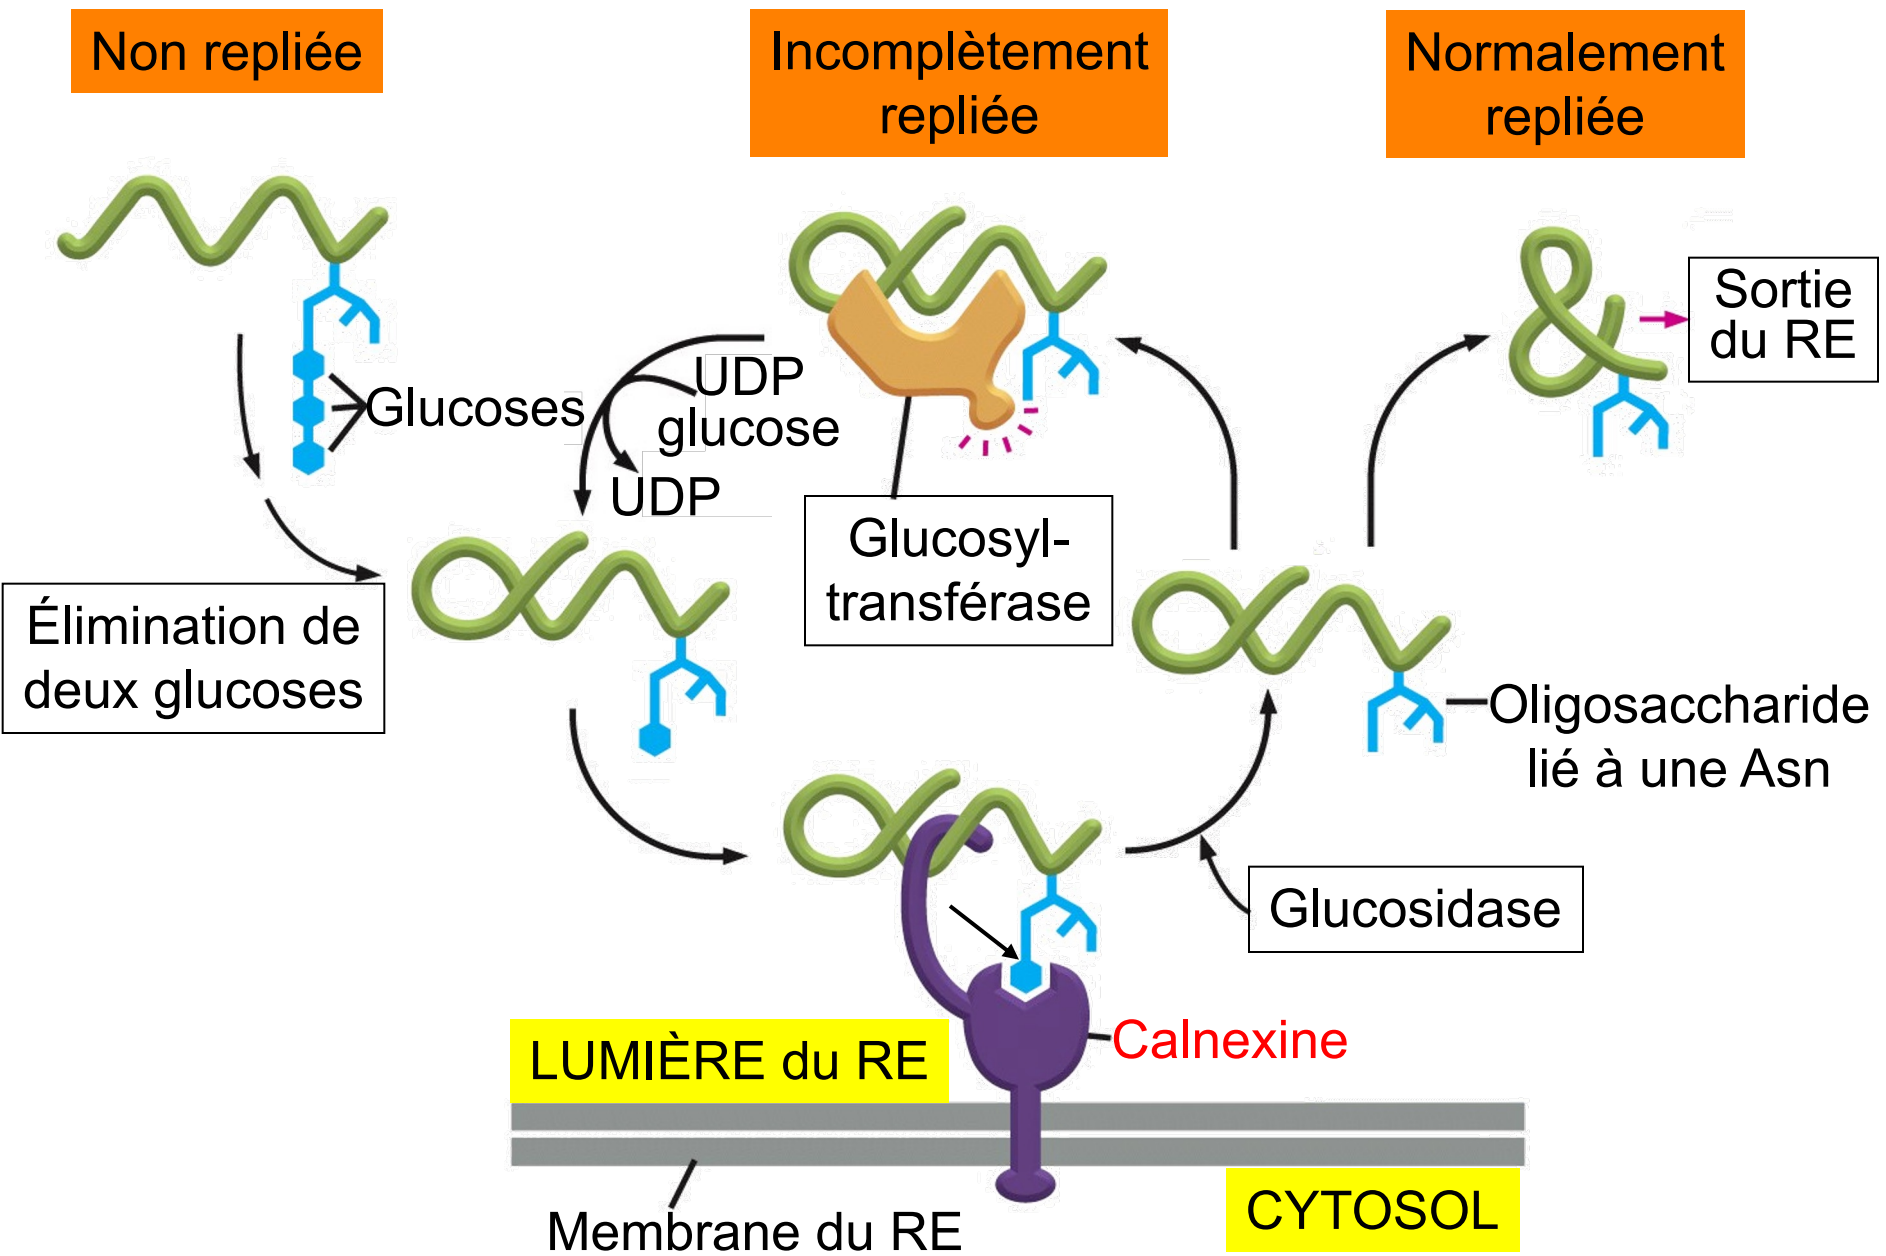 Non repliée
Incomplètement
repliée
Normalement
repliée
Sortie
du RE
Glucoses
UDP
glucose
UDP
Glucosyl-
transférase
Élimination de
deux glucoses
Oligosaccharide
lié à une Asn
Glucosidase
Calnexine
LUMIÈRE du RE
Membrane du RE
CYTOSOL